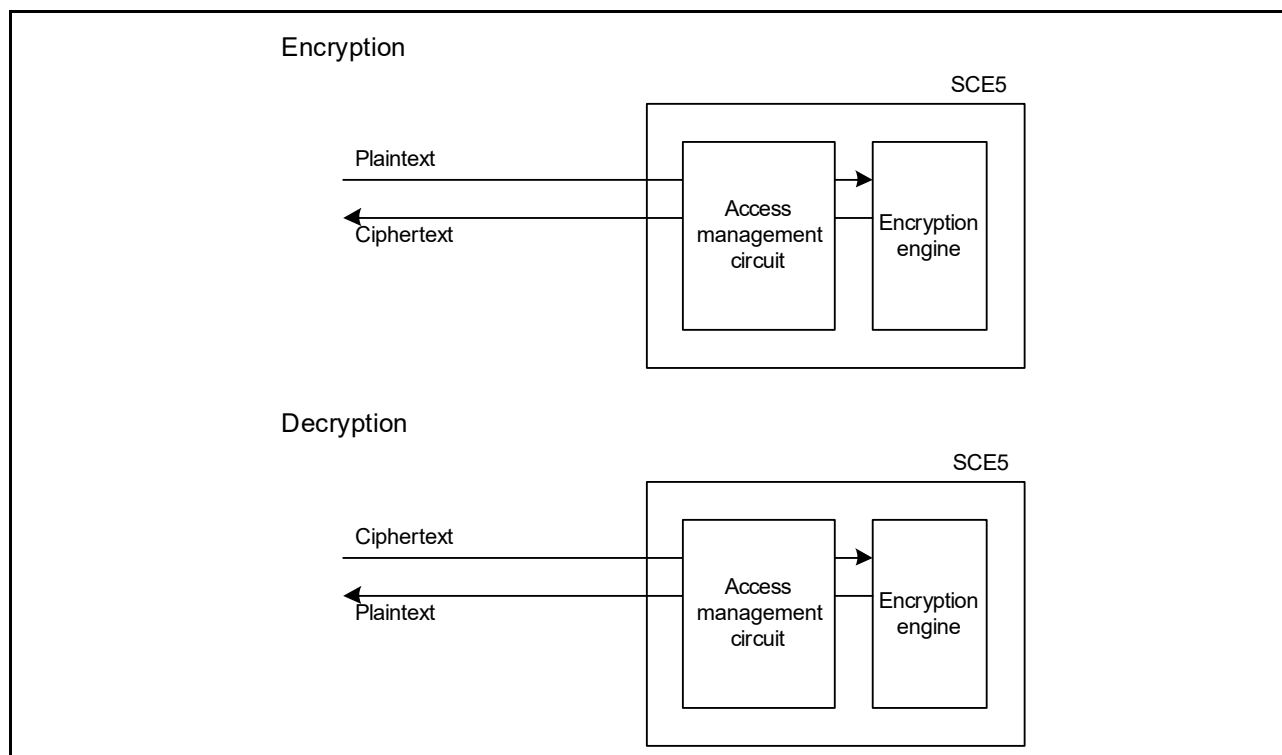 Encryption
SCE5
Plaintext
Ciphertext
Access
management
circuit
Encryption
engine
Decryption
SCE5
Ciphertext
Plaintext
Access
management
circuit
Encryption
engine